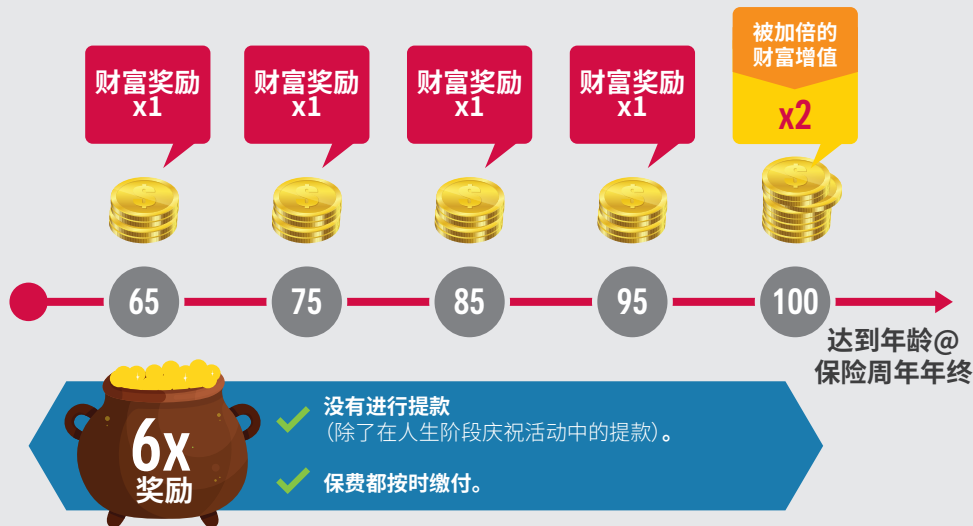 财富奖励
x1
财富奖励
x1
财富奖励
x1
财富奖励
x1
被加倍的
财富增值
x2
65
75
85
95
100
达到年龄@
保险周年年终
6x
奖励
没有进行提款
（除了在人生阶段庆祝活动中的提款）。
保费都按时缴付。